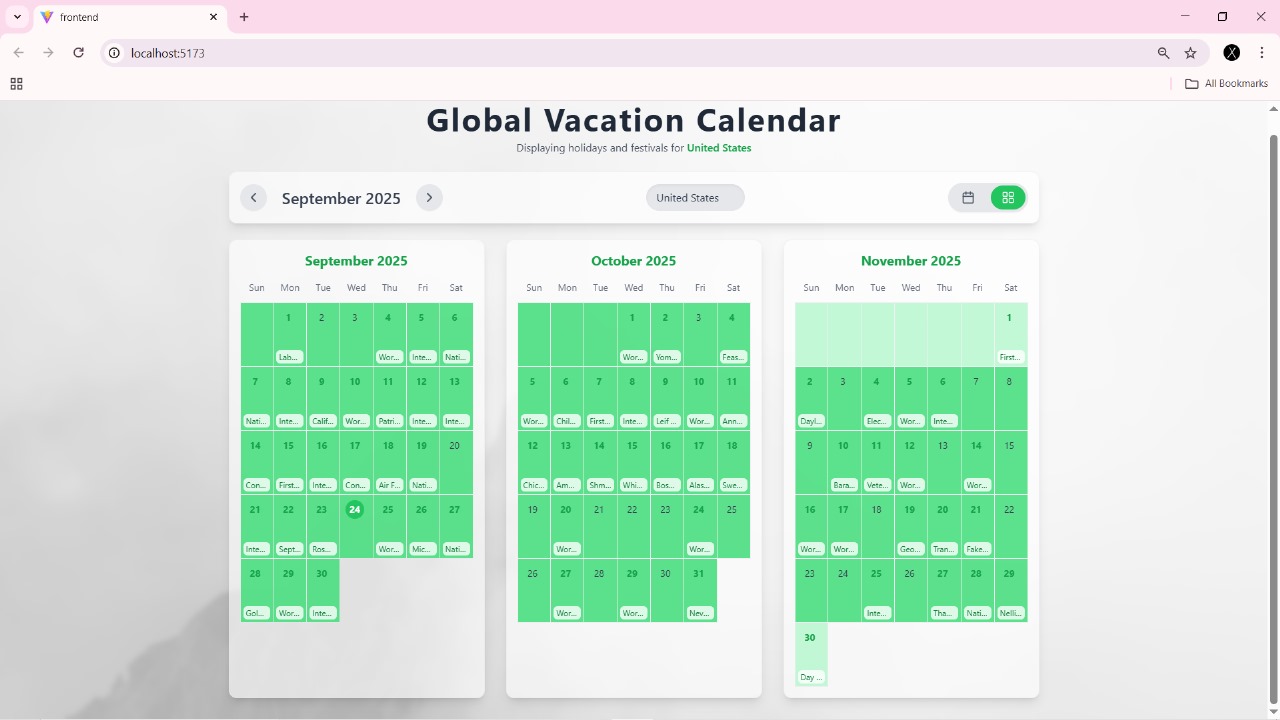 frontend
localhost:5173
All Bookmarks
Global Vacation Calendar
Displaying holidays and festivals for United States
September 2025
United States
September 2025
Sun Mon Tue Wed Thu Fri Sat
1 2 3 4 5 6
Lab... Wor... Inte... Nati...
7 8 9 10 11 12 13
Nati... Inte... Calif... Wor... Patri... Inte... Inte...
14 15 16 17 18 19 20
Con... First... Inte... Con... Air F... Nati...
21 22 23 24 25 26 27
Inte... Sept... Ros... Wor... Mic... Nati...
28 29 30
Gol... Wor... Inte...
October 2025
Sun Mon Tue Wed Thu Fri Sat
1 2 3 4
Wor... Yom... Feas...
5 6 7 8 9 10 11
Wor... Chil... First... Inte... Leif ... Wor... Ann...
12 13 14 15 16 17 18
Chic... Am... Shm... Whi... Bos... Alas... Swe...
19 20 21 22 23 24 25
Wor... Wor...
26 27 28 29 30 31
Wor... Wor... Nev...
November 2025
Sun Mon Tue Wed Thu Fri Sat
1
First...
2 3 4 5 6 7 8
Dayl... Elec... Wor... Inte...
9 10 11 12 13 14 15
Bara... Vete... Wor... Wor...
16 17 18 19 20 21 22
Wor... Wor... Geo... Tran... Fake...
23 24 25 26 27 28 29
Inte... Tha... Nati... Nelli...
30
Day ...